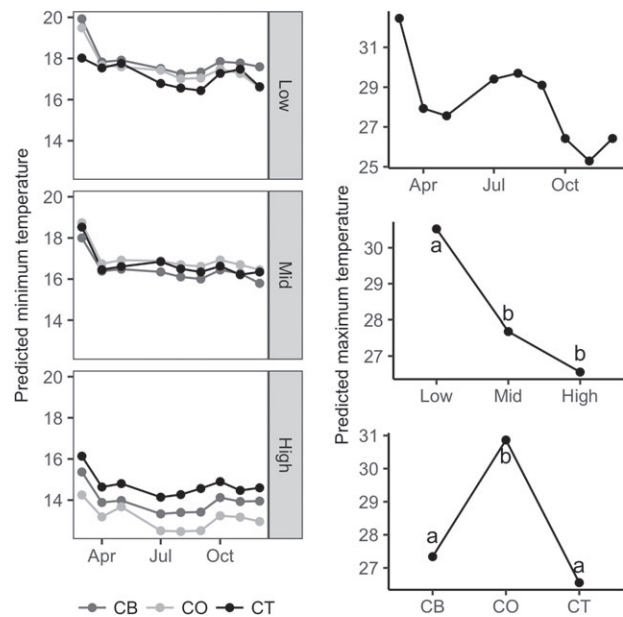 Predicted minimum temperature
20
18
16
14
Low
20
18
16
14
Mid
20
18
16
14
High
Apr Jul Oct
CB CO CT
Predicted maximum temperature
31
29
27
25
Apr Jul Oct
30
28
27
a
b
b
Low Mid High
31
30
28
27
a
b
a
CB CO CT